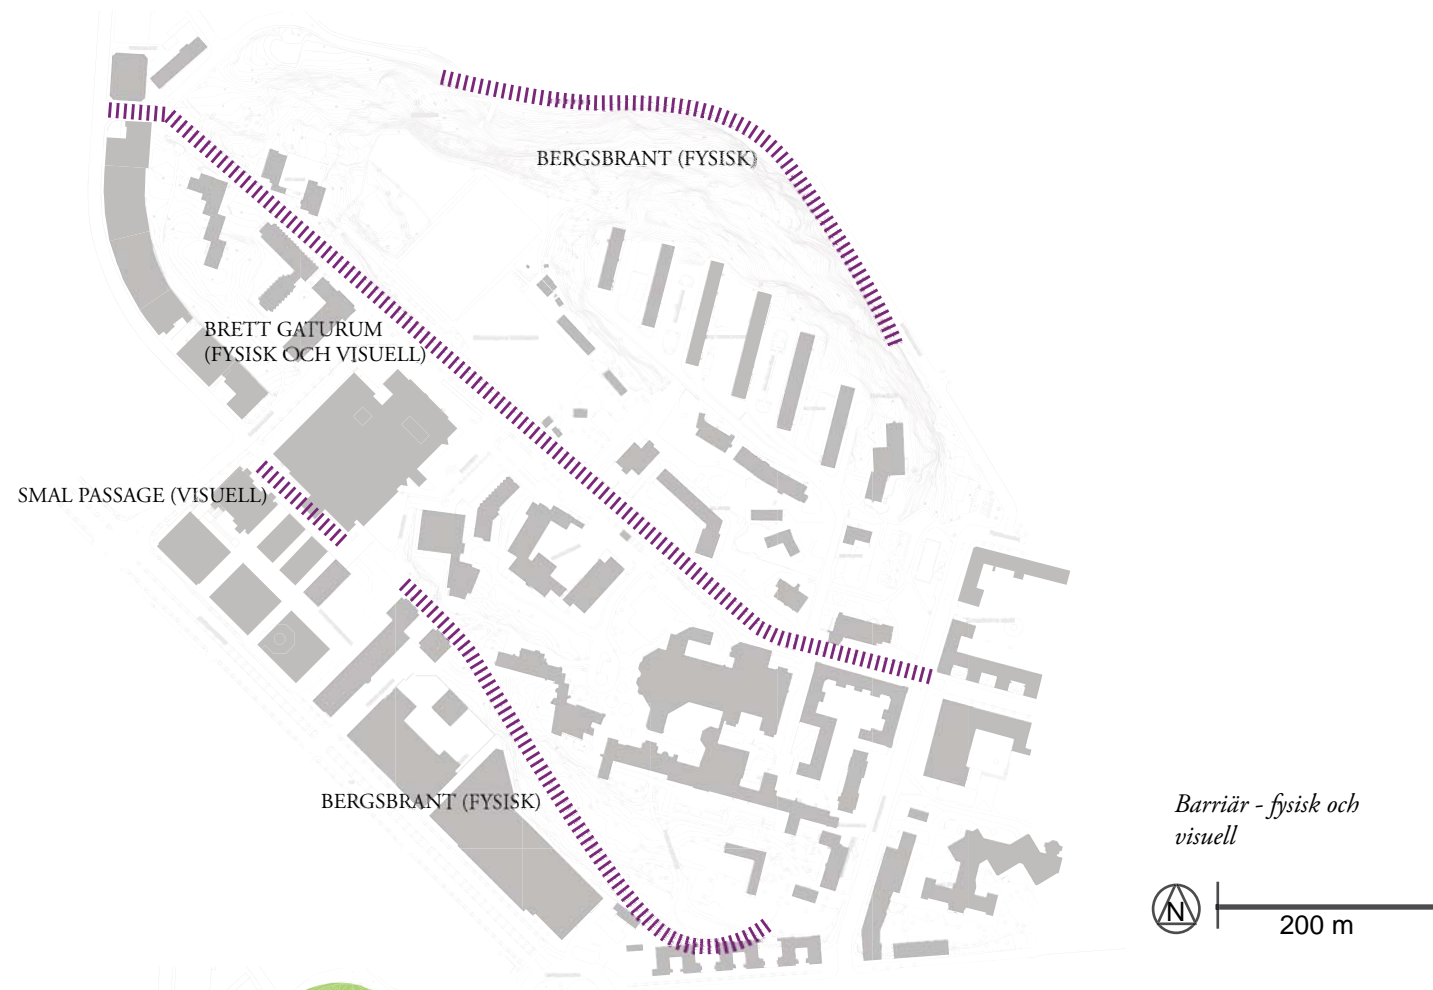 BERGSBRANT (FYSISK)
BRETT GATURUM
(FYSISK OCH VISUELL)
SMAL PASSAGE (VISUELL)
BERGSBRANT (FYSISK)
Barriär - fysisk och
visuell
N
200 m